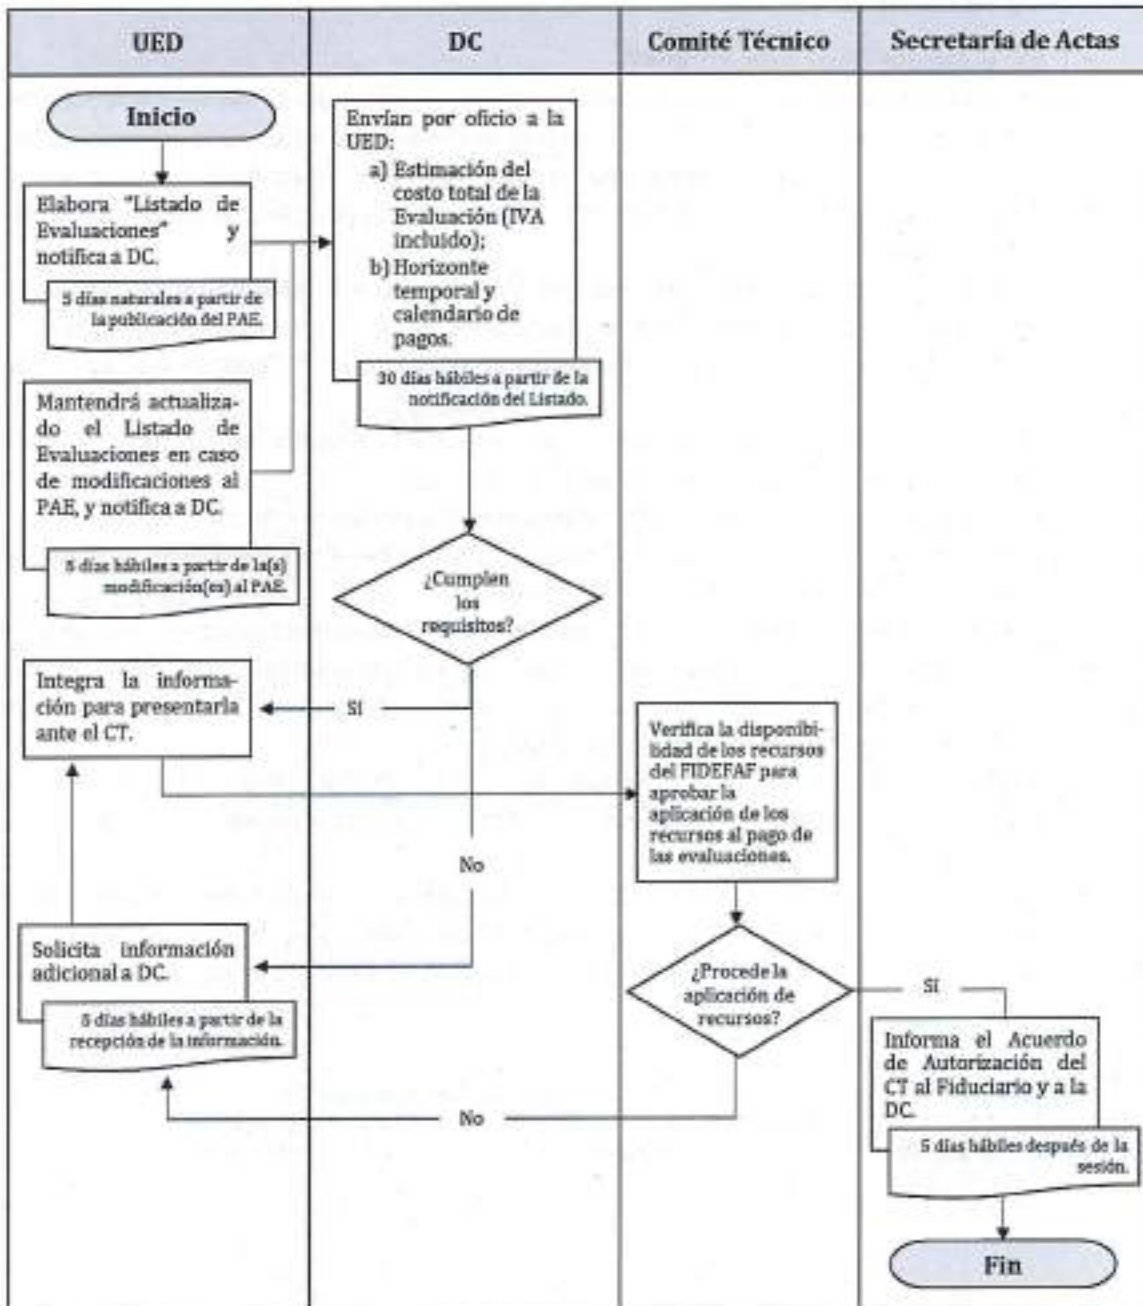 UED
DC
Comité Técnico
Secretaría de Actas
Inicio
Elabora "Listado de
Evaluaciones" y
notifica a DC.
5 días naturales a partir de
la publicación del PAE.
Mantendrá actualiza-
do el Listado de
Evaluaciones en caso
de modificaciones al
PAE, y notifica a DC.
5 días hábiles a partir de la(s)
modificación(es) al PAE.
Envían por oficio a la
UED:
a) Estimación del
costo total de la
Evaluación (IVA
incluido);
b) Horizonte
temporal y
calendario de
pagos.
30 días hábiles a partir de la
notificación del Listado.
¿Cumplen
los
requisitos?
SI
No
Integra la informa-
ción para presentarla
ante el CT.
Solicita información
adicional a DC.
5 días hábiles a partir de la
recepción de la información.
Verifica la disponibi-
lidad de los recursos
del FIDEFAF para
aprobar la
aplicación de los
recursos al pago de
las evaluaciones.
¿Procede la
aplicación de
recursos?
SI
No
Informa el Acuerdo
de Autorización del
CT al Fiduciario y a la
DC.
5 días hábiles después de la
sesión.
Fin